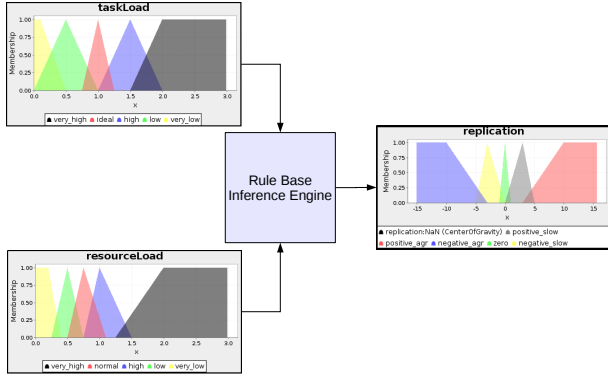 taskLoad
Membership
1.00
0.75
0.50
0.25
0.00
0.0 0.5 1.0 1.5 2.0 2.5 3.0
x
very_high ideal high low very_low
Rule Base
Inference Engine
replication
Membership
1.00
0.75
0.50
0.25
0.00
-15 -10 -5 0 5 10 15
x
replication:NaN (CenterOfGravity) positive_slow
positive_agr negative_agr zero negative_slow
resourceLoad
Membership
1.00
0.75
0.50
0.25
0.00
0.0 0.5 1.0 1.5 2.0 2.5 3.0
x
very_high normal high low very_low